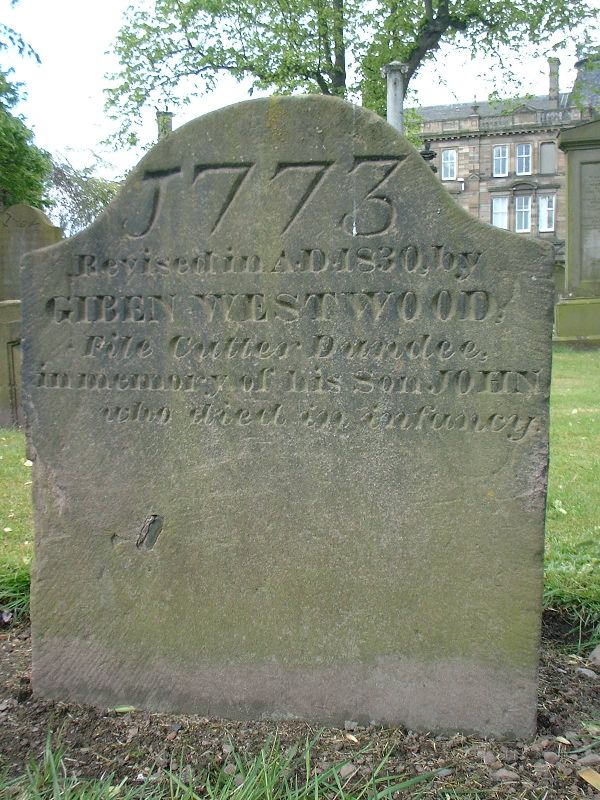 1773
Revised in A.D. 1830, by
GIBEN WESTWOOD,
File Cutter Dundee,
in memory of his Son JOHN
who died in infancy.